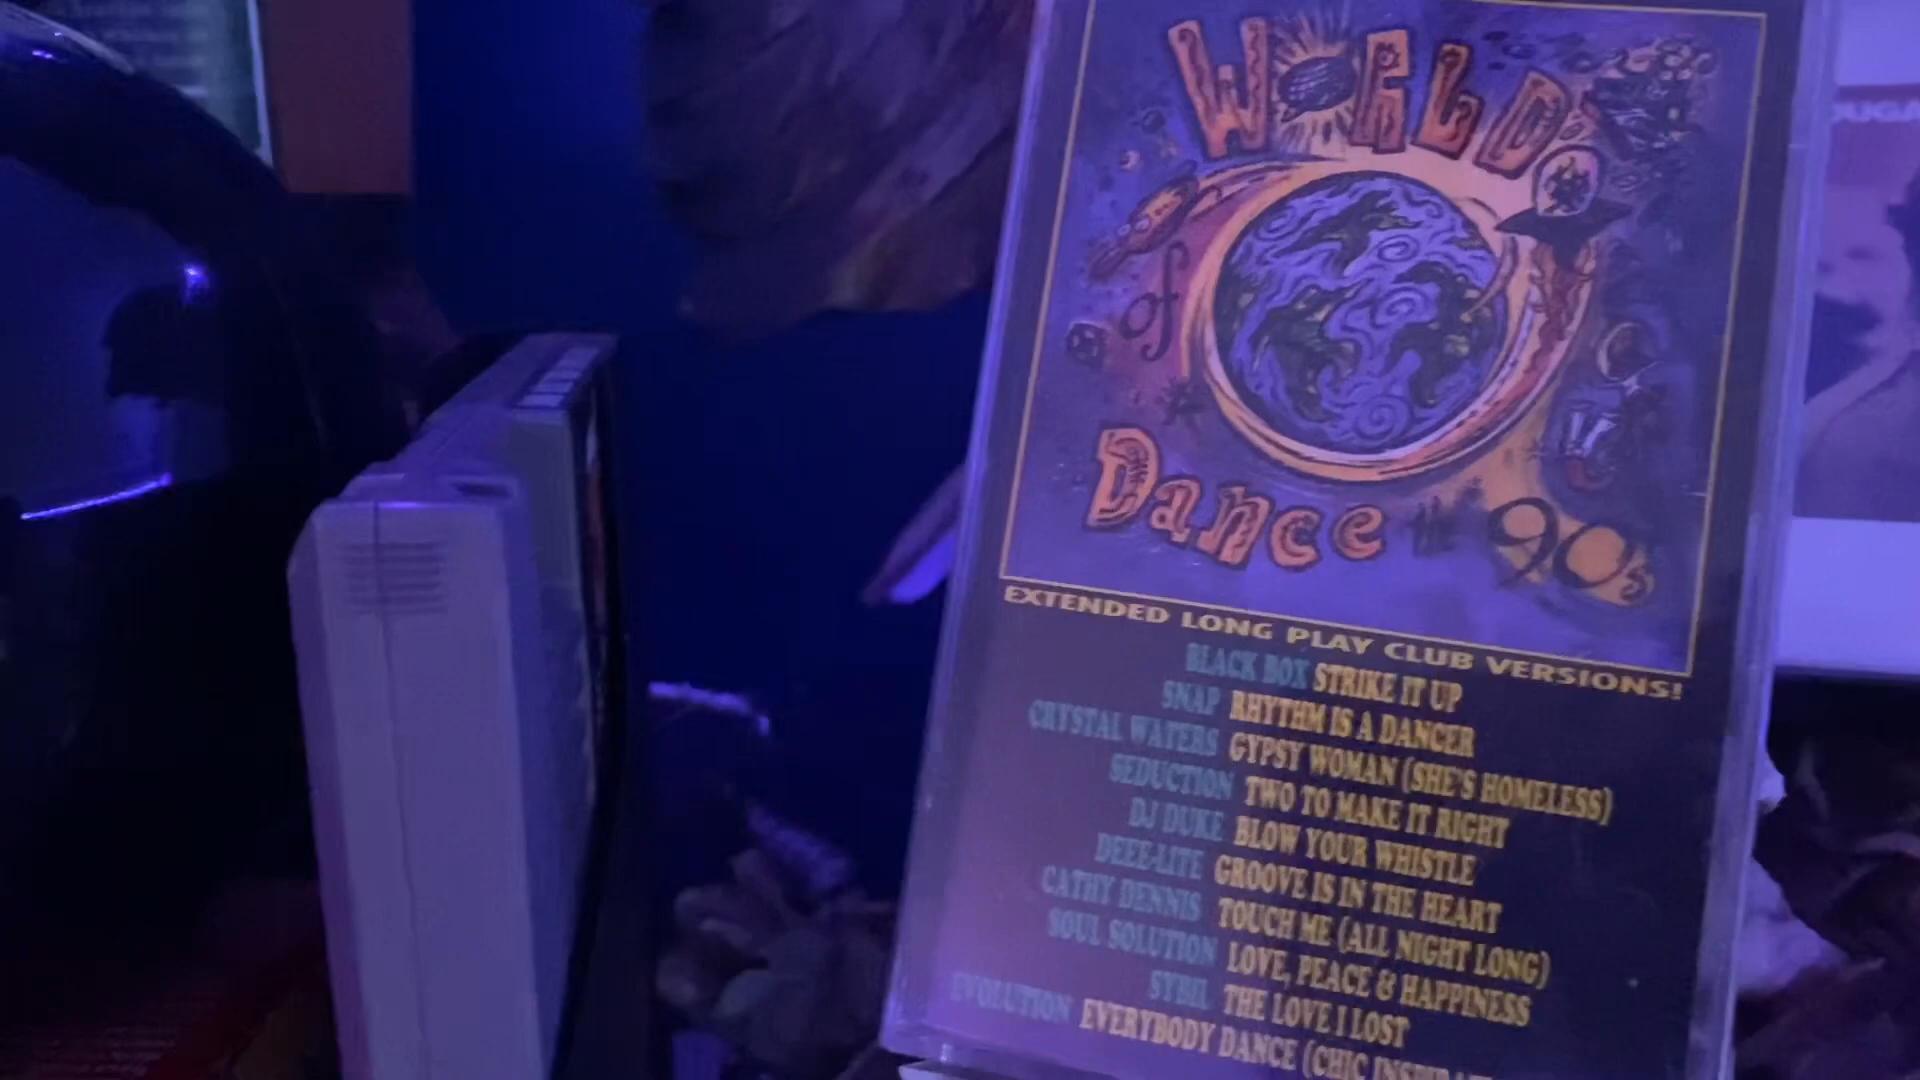 WORLD
of
Dance the 90s
EXTENDED LONG PLAY CLUB VERSIONS!
BLACK BOX STRIKE IT UP
SNAP RHYTHM IS A DANCER
CRYSTAL WATERS GYPSY WOMAN (SHE'S HOMELESS)
SEDUCTION TWO TO MAKE IT RIGHT
DJ DUKE BLOW YOUR WHISTLE
DEEE-LITE GROOVE IS IN THE HEART
CATHY DENNIS TOUCH ME (ALL NIGHT LONG)
SOUL SOLUTION LOVE, PEACE & HAPPINESS
SYBIL THE LOVE I LOST
EVOLUTION EVERYBODY DANCE (CHIC